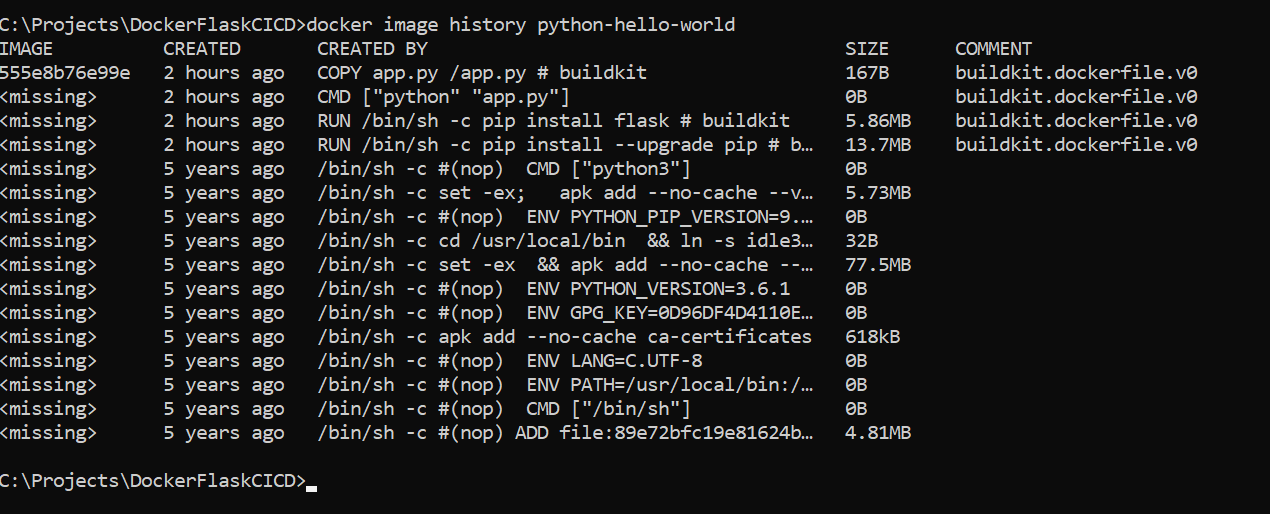 C:\Projects\DockerFlaskCICD>docker image history python-hello-world
IMAGE          CREATED       CREATED BY                                      SIZE      COMMENT
555e8b76e99e   2 hours ago   COPY app.py /app.py # buildkit                  167B      buildkit.dockerfile.v0
<missing>      2 hours ago   CMD ["python" "app.py"]                         0B        buildkit.dockerfile.v0
<missing>      2 hours ago   RUN /bin/sh -c pip install flask # buildkit     5.86MB    buildkit.dockerfile.v0
<missing>      2 hours ago   RUN /bin/sh -c pip install --upgrade pip # b…   13.7MB    buildkit.dockerfile.v0
<missing>      5 years ago   /bin/sh -c #(nop)  CMD ["python3"]              0B
<missing>      5 years ago   /bin/sh -c set -ex;   apk add --no-cache --v…   5.73MB
<missing>      5 years ago   /bin/sh -c #(nop)  ENV PYTHON_PIP_VERSION=9.…   0B
<missing>      5 years ago   /bin/sh -c cd /usr/local/bin  && ln -s idle3…   32B
<missing>      5 years ago   /bin/sh -c set -ex  && apk add --no-cache --…   77.5MB
<missing>      5 years ago   /bin/sh -c #(nop)  ENV PYTHON_VERSION=3.6.1     0B
<missing>      5 years ago   /bin/sh -c #(nop)  ENV GPG_KEY=0D96DF4D4110E…   0B
<missing>      5 years ago   /bin/sh -c apk add --no-cache ca-certificates   618kB
<missing>      5 years ago   /bin/sh -c #(nop)  ENV LANG=C.UTF-8             0B
<missing>      5 years ago   /bin/sh -c #(nop)  ENV PATH=/usr/local/bin:/…   0B
<missing>      5 years ago   /bin/sh -c #(nop)  CMD ["/bin/sh"]              0B
<missing>      5 years ago   /bin/sh -c #(nop) ADD file:89e72bfc19e81624b…   4.81MB
C:\Projects\DockerFlaskCICD>